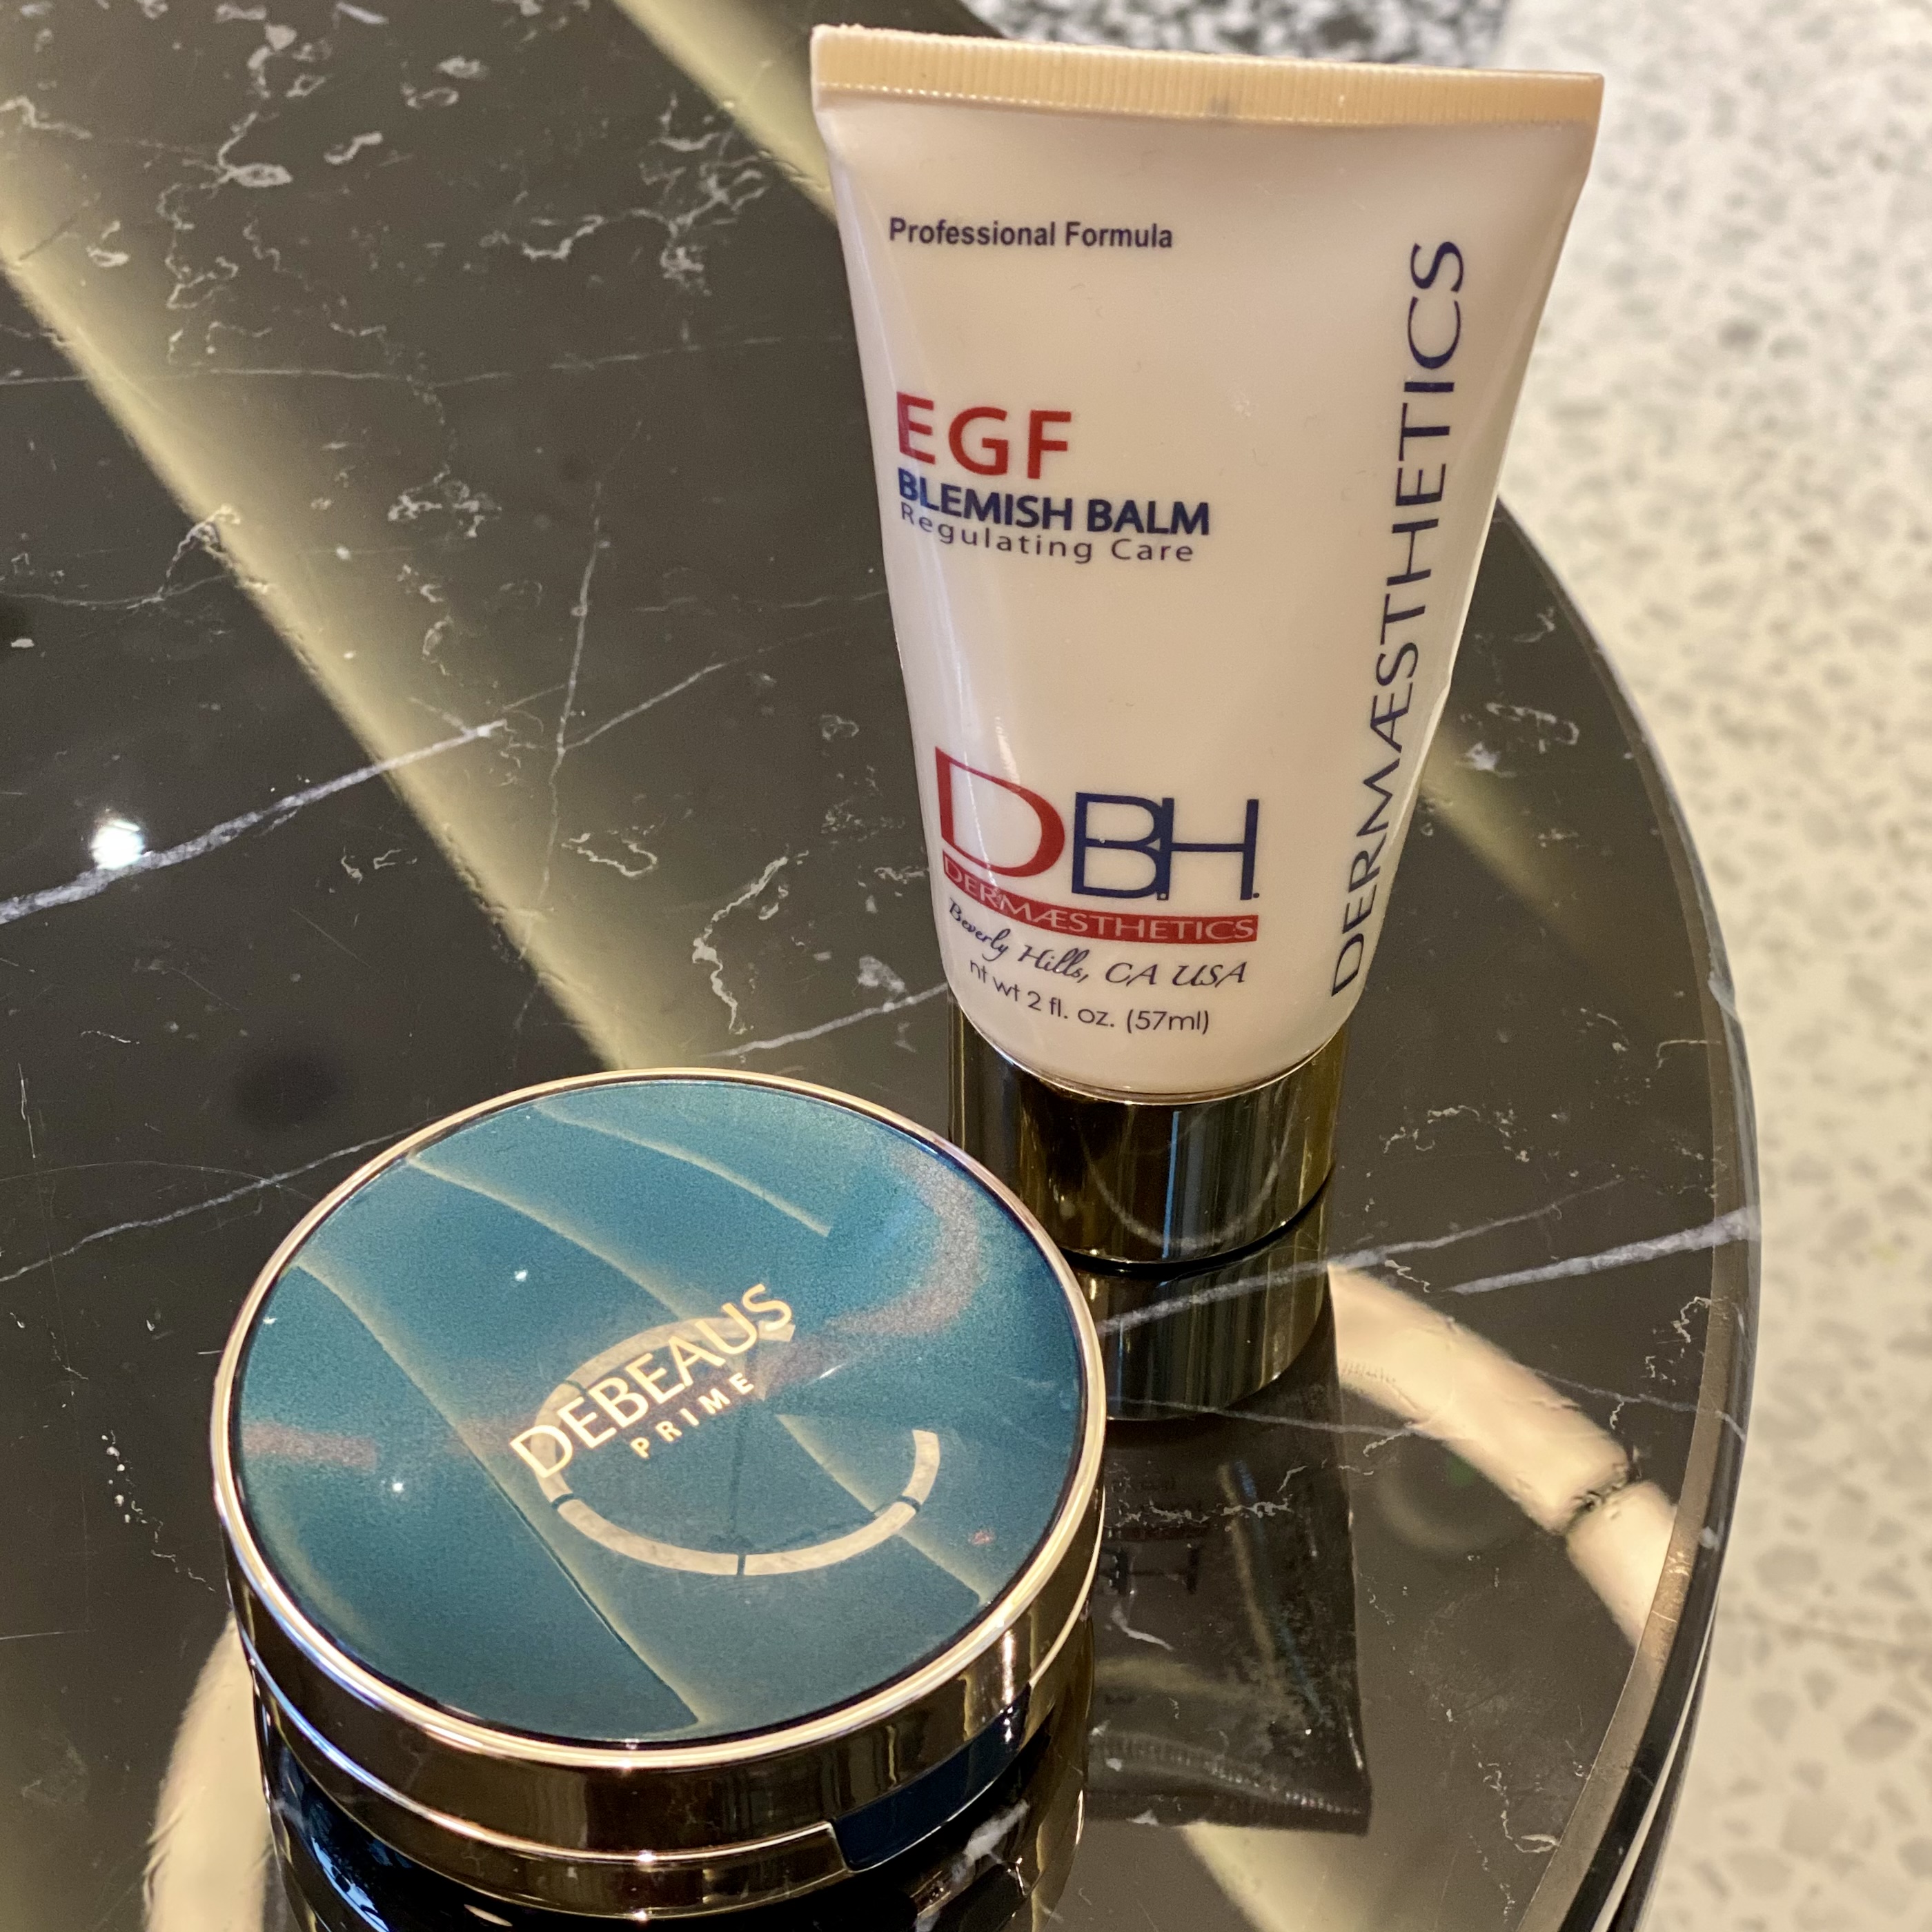 Professional Formula
EGF
BLEMISH BALM
Regulating Care
DERMÆSTHETICS
D.B.H.
DERMÆSTHETICS
Beverly Hills, CA USA
nt wt 2 fl. oz. (57ml)
DEBEAUS
PRIME